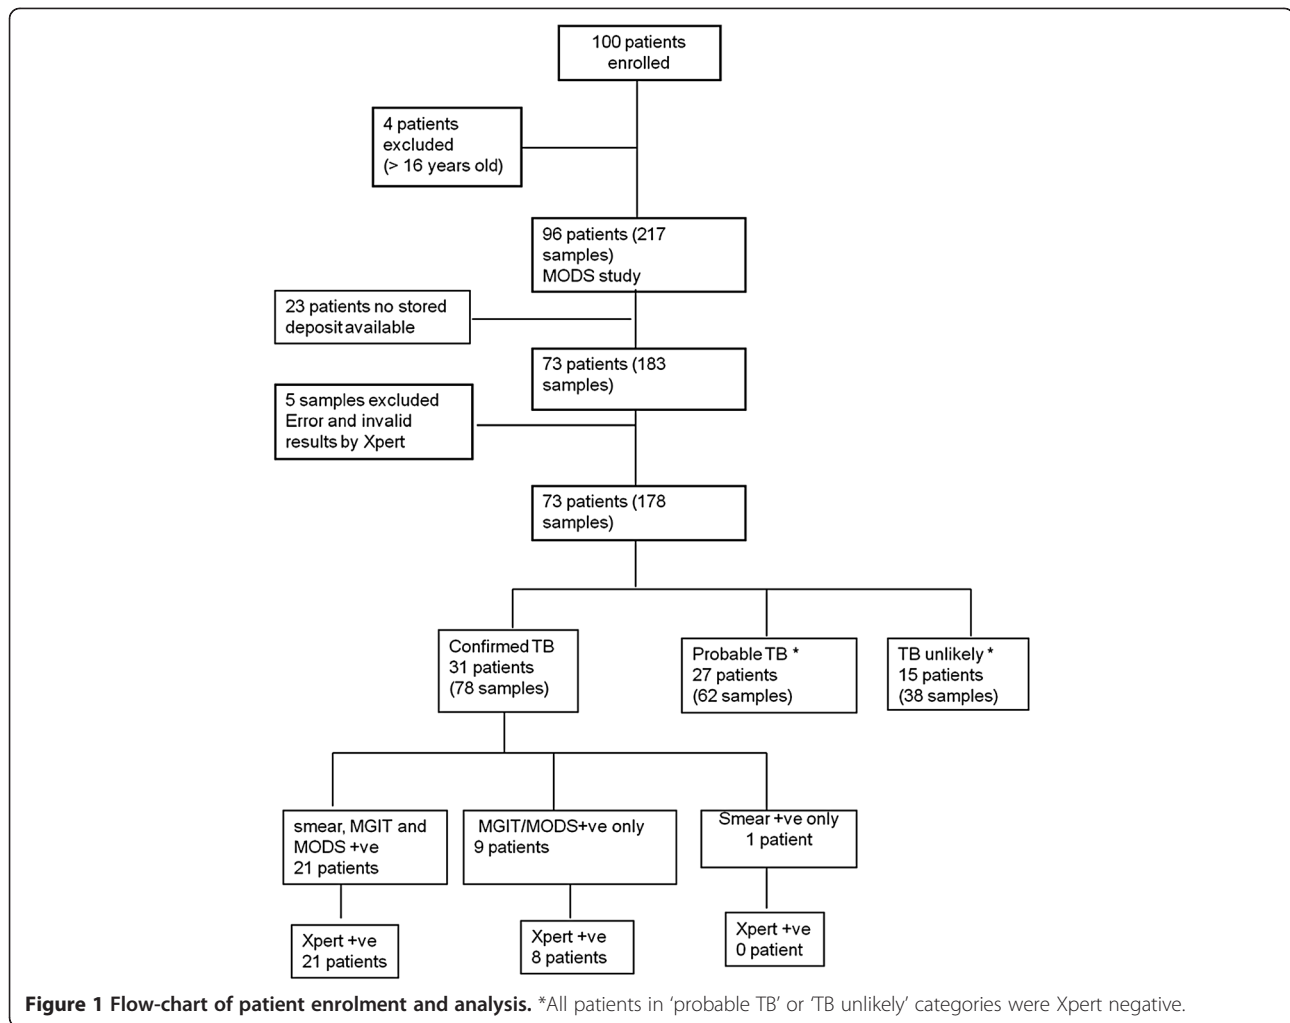 100 patients
enrolled
4 patients
excluded
(> 16 years old)
96 patients (217
samples)
MODS study
23 patients no stored
deposit available
73 patients (183
samples)
5 samples excluded
Error and invalid
results by Xpert
73 patients (178
samples)
Confirmed TB
31 patients
(78 samples)
Probable TB *
27 patients
(62 samples)
TB unlikely *
15 patients
(38 samples)
smear, MGIT and
MODS +ve
21 patients
MGIT/MODS+ve only
9 patients
Smear +ve only
1 patient
Xpert +ve
21 patients
Xpert +ve
8 patients
Xpert +ve
0 patient
Figure 1 Flow-chart of patient enrolment and analysis. *All patients in ‘probable TB’ or ‘TB unlikely’ categories were Xpert negative.